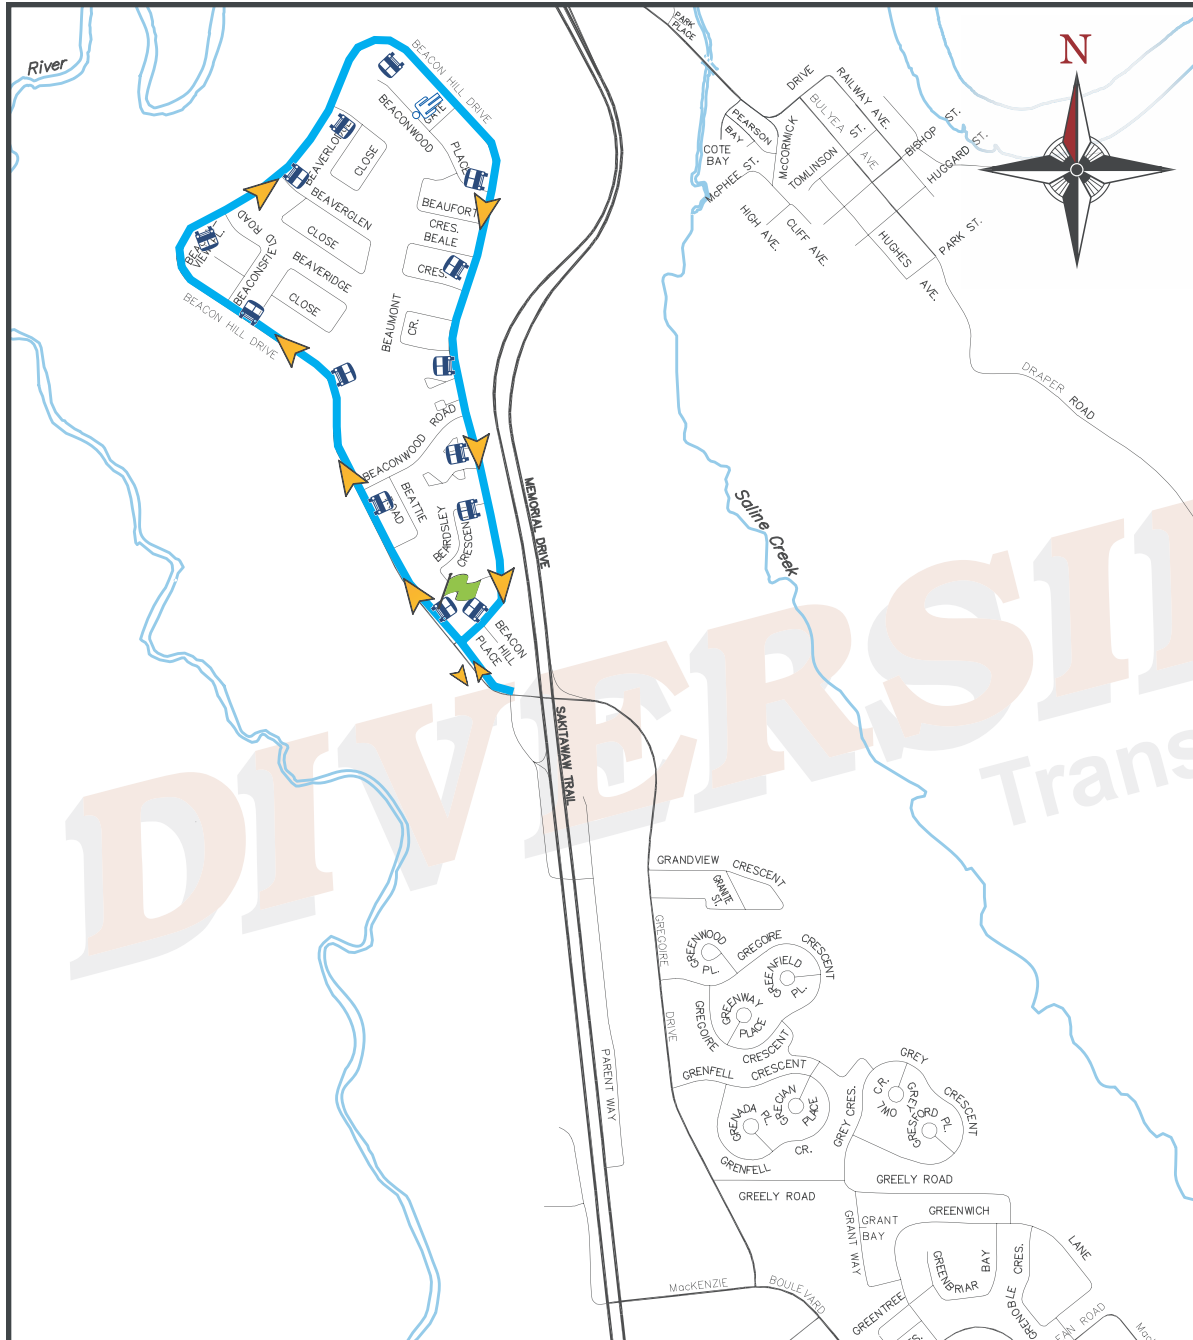 River
N
PARK
PLACE
BEACON HILL DRIVE
DRIVE
RAILWAY AVE.
BULYEA
AVE
ST.
BISHOP ST.
HUGGARD ST.
PEARSON
BAY
COTE
BAY
McCORMICK
McPHEE ST.
TOMLINSON
HIGH AVE.
CLIFF AVE.
HUGHES
AVE.
PARK ST.
DRAPER ROAD
GATE
BEACONWOOD
PLACE
CLOSE
BEAVERGLEN
CLOSE
BEAUFORT
CRES.
BEALE
CRES.
ROAD
BEACONSFIELD
BEAVERIDGE
CLOSE
BEACON HILL DRIVE
BEAUMONT
CR.
BEACONWOOD ROAD
BEATTIE
BEARDSLEY
MEMORIAL DRIVE
Saline Creek
BEACON
HILL
PLACE
SAKITAWAW TRAIL
DIVERSI
Trans
GRANDVIEW CRESCENT
GRANITE
ST.
GREGOIRE
DRIVE
GREENWOOD
PL.
GREGOIRE
CRESCENT
GREENFIELD
PL.
GREENWAY
PLACE
GREGOIRE
CRESCENT
PARENT WAY
GRENFELL
CRESCENT
GREY
CRESCENT
GRENADA
PL.
GRECIAN
PLACE
GREY CRES.
GREY
OWL
CR.
GRESFORD
PL.
GRENFELL
CR.
GREELY ROAD
GREELY ROAD
GRANT WAY
GRANT
BAY
GREENWICH
LANE
GREENBRIAR
BAY
CRES.
GRENOBLE
GREENTREE
MacKENZIE
BOULEVARD
ROAD